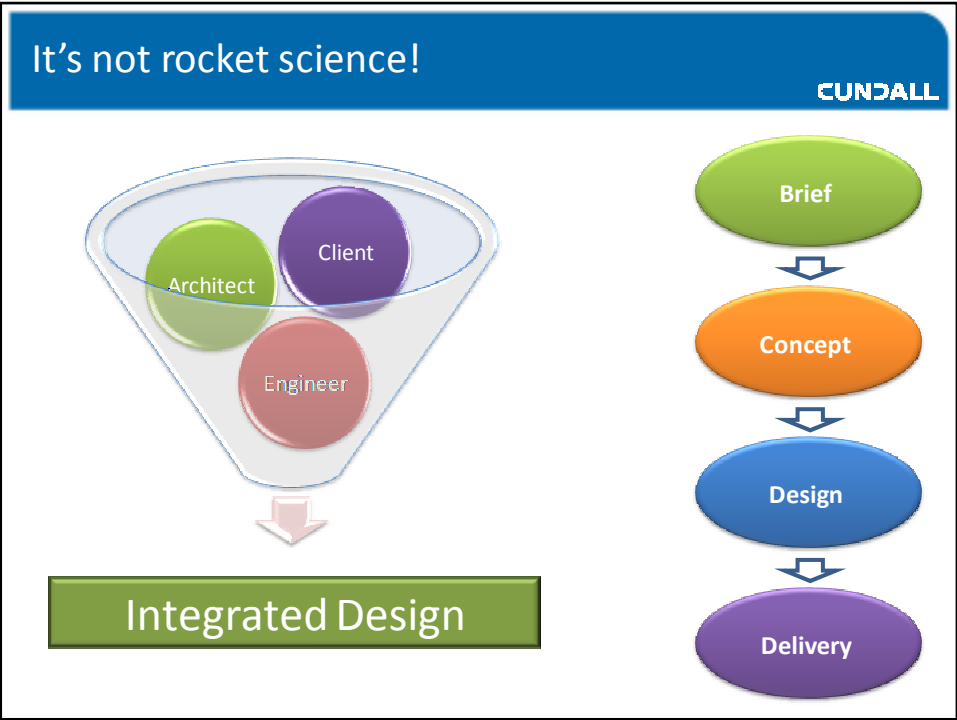 It’s not rocket science!
CUNDALL
Client
Architect
Engineer
Integrated Design
Brief
Concept
Design
Delivery